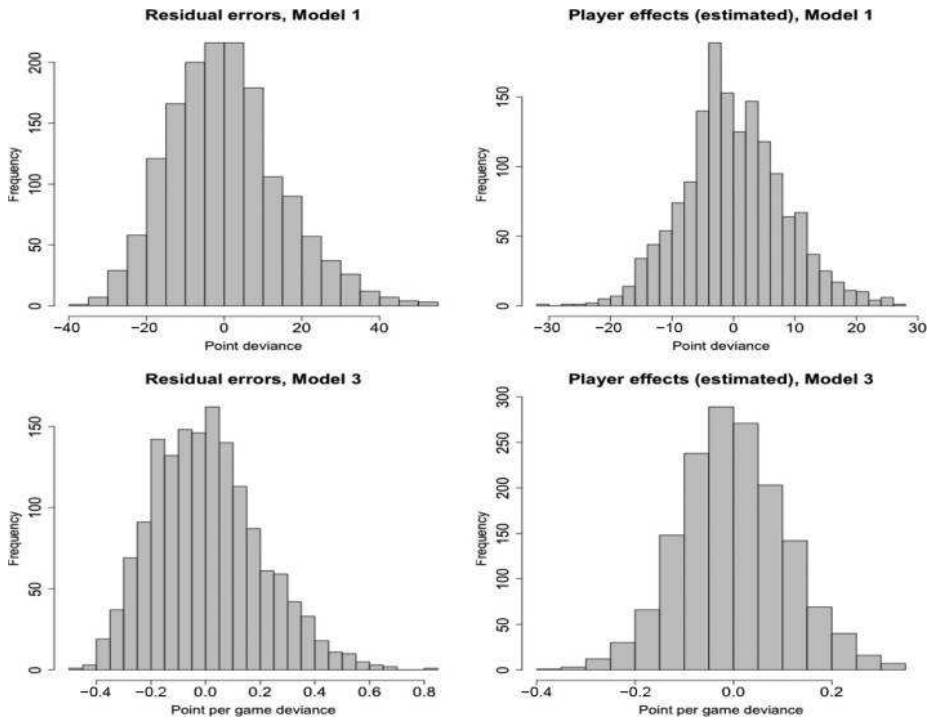 Residual errors, Model 1
Frequency
0 50 100 150 200
−40 −20 0 20 40
Point deviance
Player effects (estimated), Model 1
Frequency
0 50 100 150
−30 −20 −10 0 10 20 30
Point deviance
Residual errors, Model 3
Frequency
0 50 100 150
−0.4 −0.2 0.0 0.2 0.4 0.6 0.8
Point per game deviance
Player effects (estimated), Model 3
Frequency
0 50 100 150 200 250 300
−0.4 −0.2 0.0 0.2
Point per game deviance